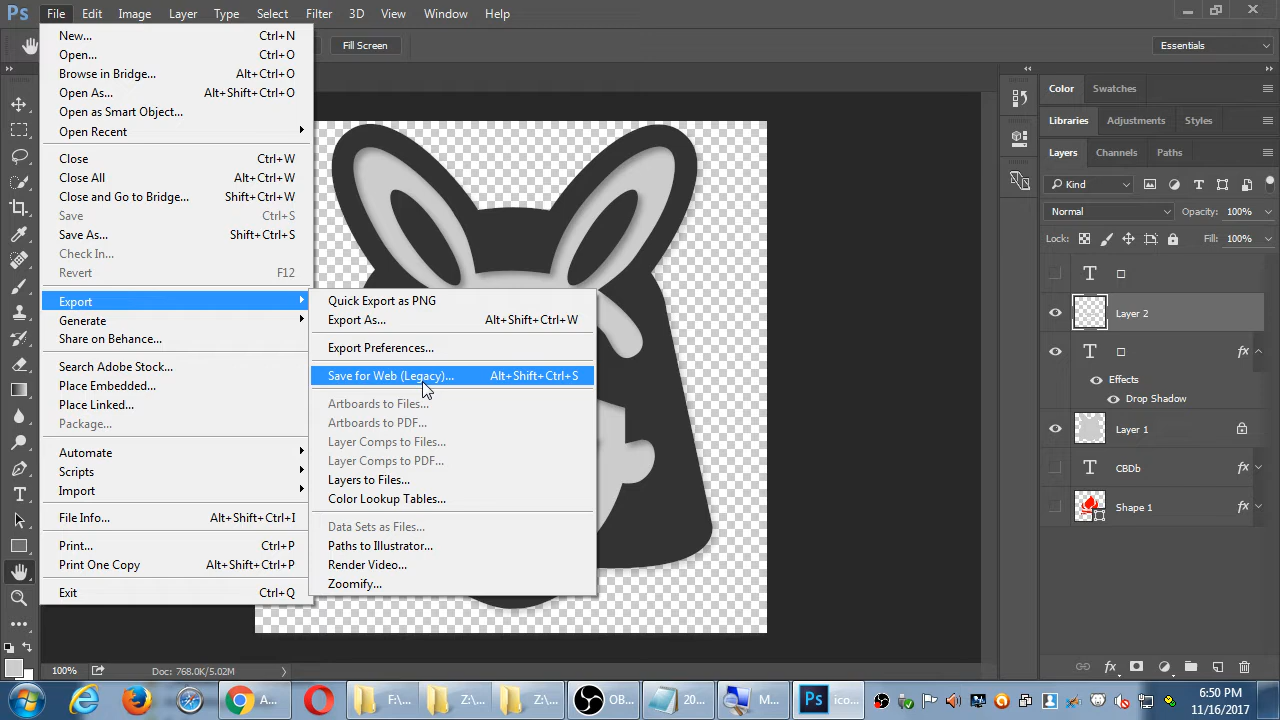 Ps File Edit Image Layer Type Select Filter 3D View Window Help
Fill Screen Essentials
New... Ctrl+N
Open... Ctrl+O
Browse in Bridge... Alt+Ctrl+O
Open As... Alt+Shift+Ctrl+O
Open as Smart Object...
Open Recent
Close Ctrl+W
Close All Alt+Ctrl+W
Close and Go to Bridge... Shift+Ctrl+W
Save Ctrl+S
Save As... Shift+Ctrl+S
Check In...
Revert F12
Export
Generate
Share on Behance...
Search Adobe Stock...
Place Embedded...
Place Linked...
Package...
Automate
Scripts
Import
File Info... Alt+Shift+Ctrl+I
Print... Ctrl+P
Print One Copy Alt+Shift+Ctrl+P
Exit Ctrl+Q
Quick Export as PNG
Export As... Alt+Shift+Ctrl+W
Export Preferences...
Save for Web (Legacy)... Alt+Shift+Ctrl+S
Artboards to Files...
Artboards to PDF...
Layer Comps to Files...
Layer Comps to PDF...
Layers to Files...
Color Lookup Tables...
Data Sets as Files...
Paths to Illustrator...
Render Video...
Zoomify...
Color Swatches
Libraries Adjustments Styles
Layers Channels Paths
Kind
Normal Opacity: 100%
Lock: Fill: 100%
Layer 2
fx
Effects
Drop Shadow
Layer 1
CBDb fx
Shape 1 fx
100% Doc: 768.0K/5.02M
A... F:\... Z:\... Z:\... OB... 20... M... Ps ico...
6:50 PM
11/16/2017